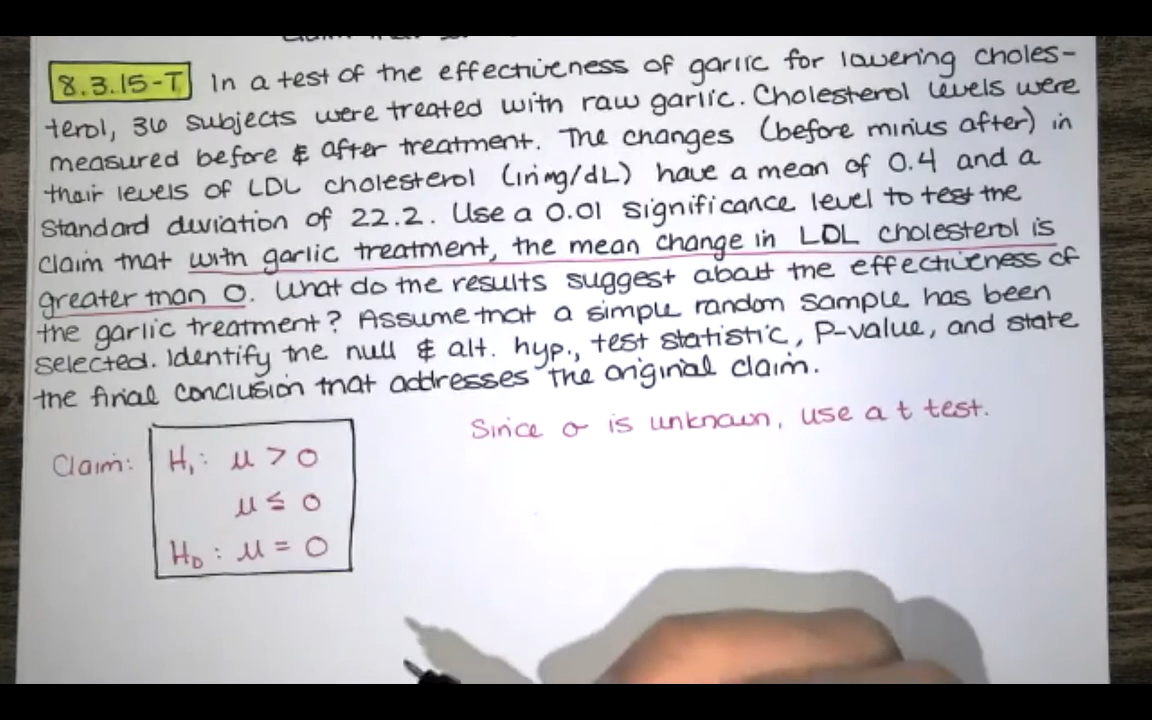 8.3.15-T In a test of the effectiveness of garlic for lowering choles-
terol, 36 subjects were treated with raw garlic. Cholesterol levels were
measured before & after treatment. The changes (before minus after) in
their levels of LDL cholesterol (in mg/dL) have a mean of 0.4 and a
standard deviation of 22.2. Use a 0.01 significance level to test the
claim that with garlic treatment, the mean change in LDL cholesterol is
greater than 0. What do the results suggest about the effectiveness of
the garlic treatment? Assume that a simple random sample has been
selected. Identify the null & alt. hyp., test statistic, P-value, and state
the final conclusion that addresses the original claim.
Since σ is unknown, use a t test.
Claim: H₁: μ > 0
μ ≤ 0
H₀: μ = 0